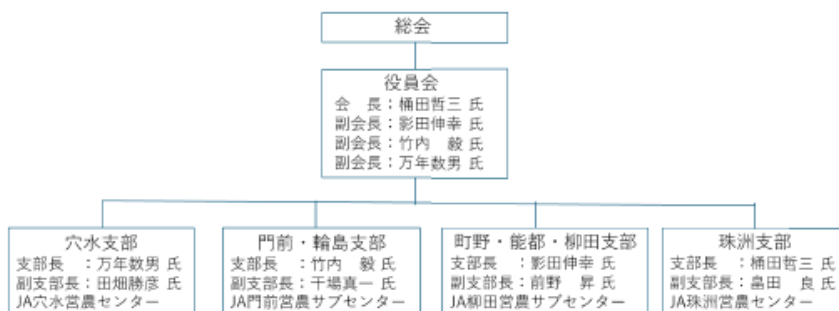 総会
役員会
会　長：桶田哲三 氏
副会長：影田伸幸 氏
副会長：竹内　毅 氏
副会長：万年数男 氏
穴水支部
支部長　：万年数男 氏
副支部長：田畑勝彦 氏
JA穴水営農センター
門前・輪島支部
支部長　：竹内　毅 氏
副支部長：干場真一 氏
JA門前営農サブセンター
町野・能都・柳田支部
支部長　：影田伸幸 氏
副支部長：前野　昇 氏
JA柳田営農サブセンター
珠洲支部
支部長　：桶田哲三 氏
副支部長：畠田　良 氏
JA珠洲営農センター